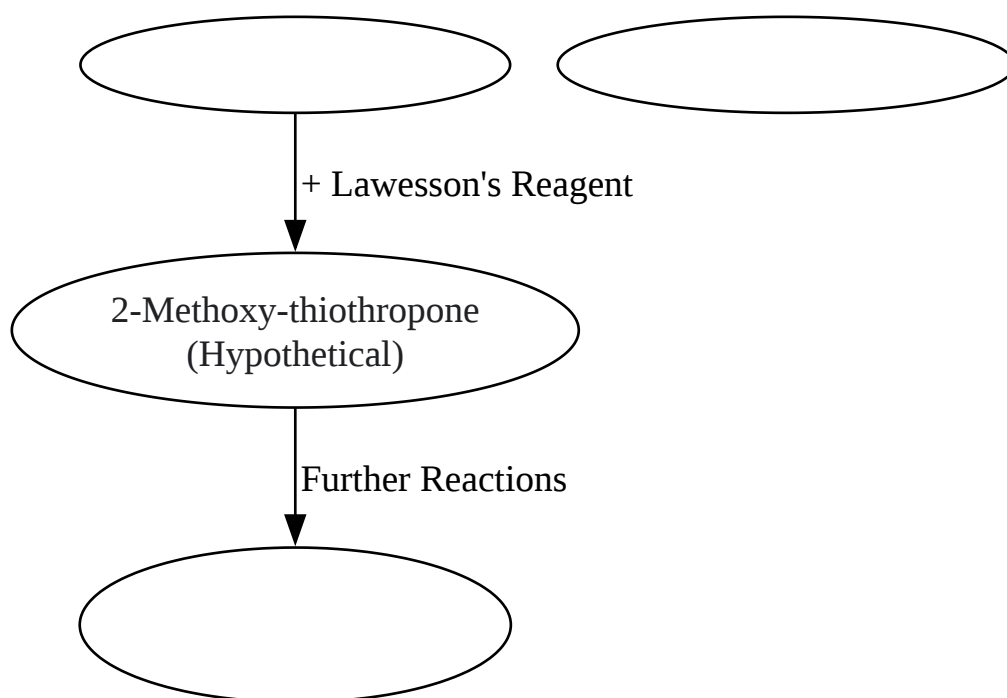 + Lawesson's Reagent
2-Methoxy-thiothropone
(Hypothetical)
Further Reactions